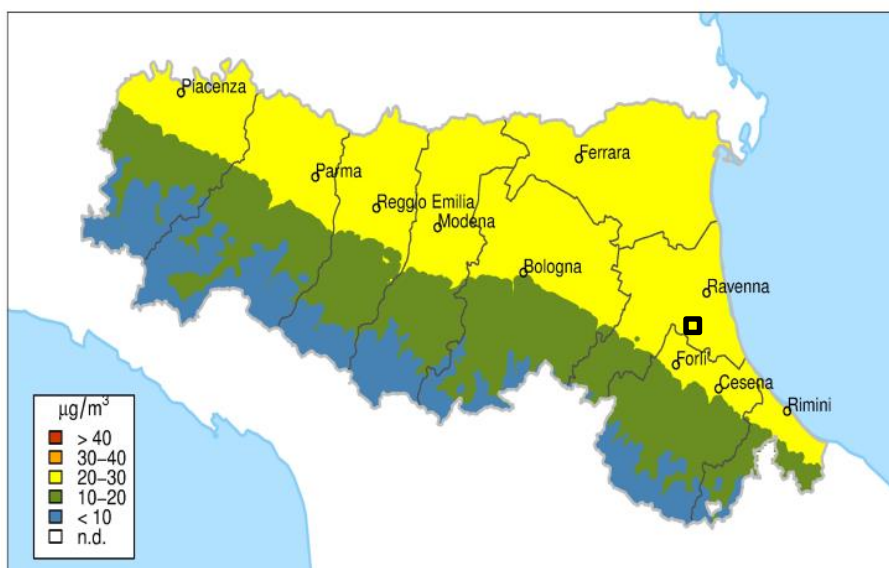 Piacenza
Parma
Reggio Emilia
Modena
Ferrara
Bologna
Ravenna
Forlì
Cesena
Rimini
µg/m³
> 40
30–40
20–30
10–20
< 10
n.d.